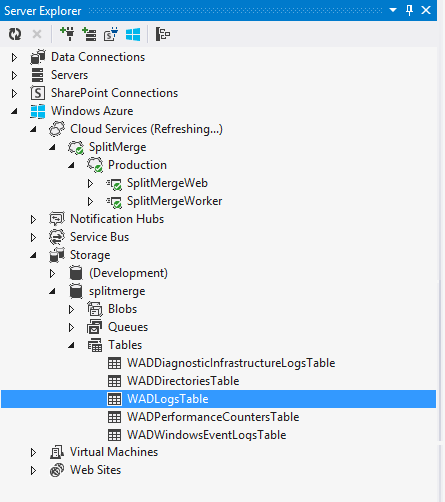 Server Explorer
Data Connections
Servers
SharePoint Connections
Windows Azure
Cloud Services (Refreshing...)
SplitMerge
Production
SplitMergeWeb
SplitMergeWorker
Notification Hubs
Service Bus
Storage
(Development)
splitmerge
Blobs
Queues
Tables
WADDiagnosticInfrastructureLogsTable
WADDirectoriesTable
WADLogsTable
WADPerformanceCountersTable
WADWindowsEventLogsTable
Virtual Machines
Web Sites